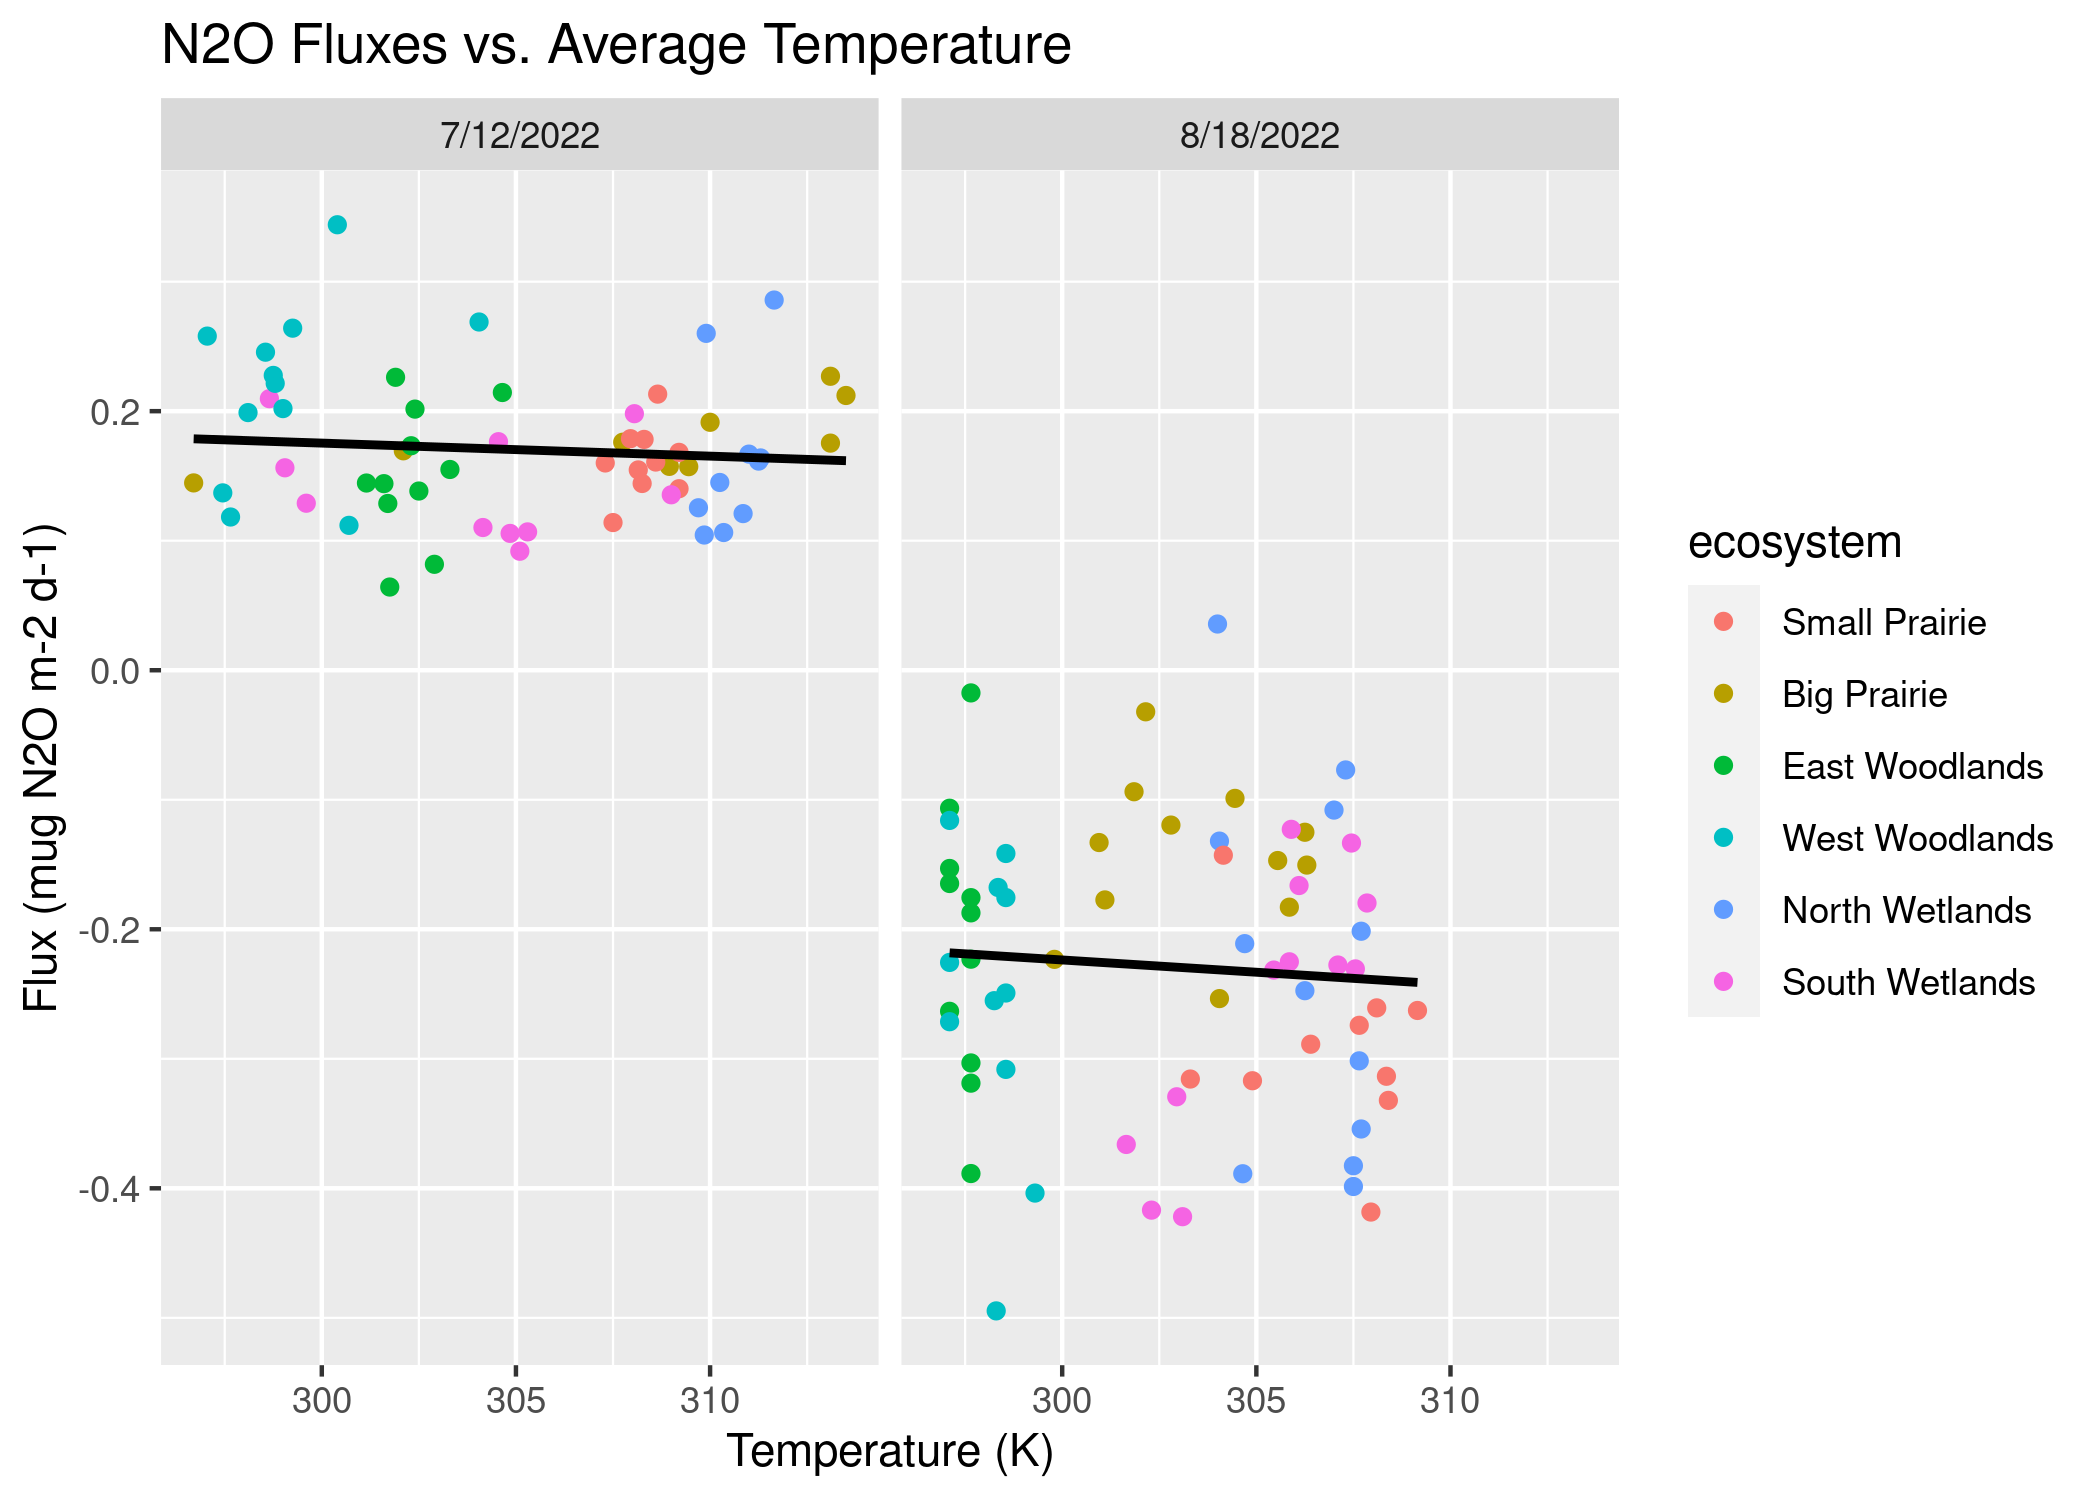 N2O Fluxes vs. Average Temperature
7/12/2022
8/18/2022
0.2
0.0
-0.2
-0.4
Flux (mug N2O m-2 d-1)
300
305
310
300
305
310
Temperature (K)
ecosystem
Small Prairie
Big Prairie
East Woodlands
West Woodlands
North Wetlands
South Wetlands